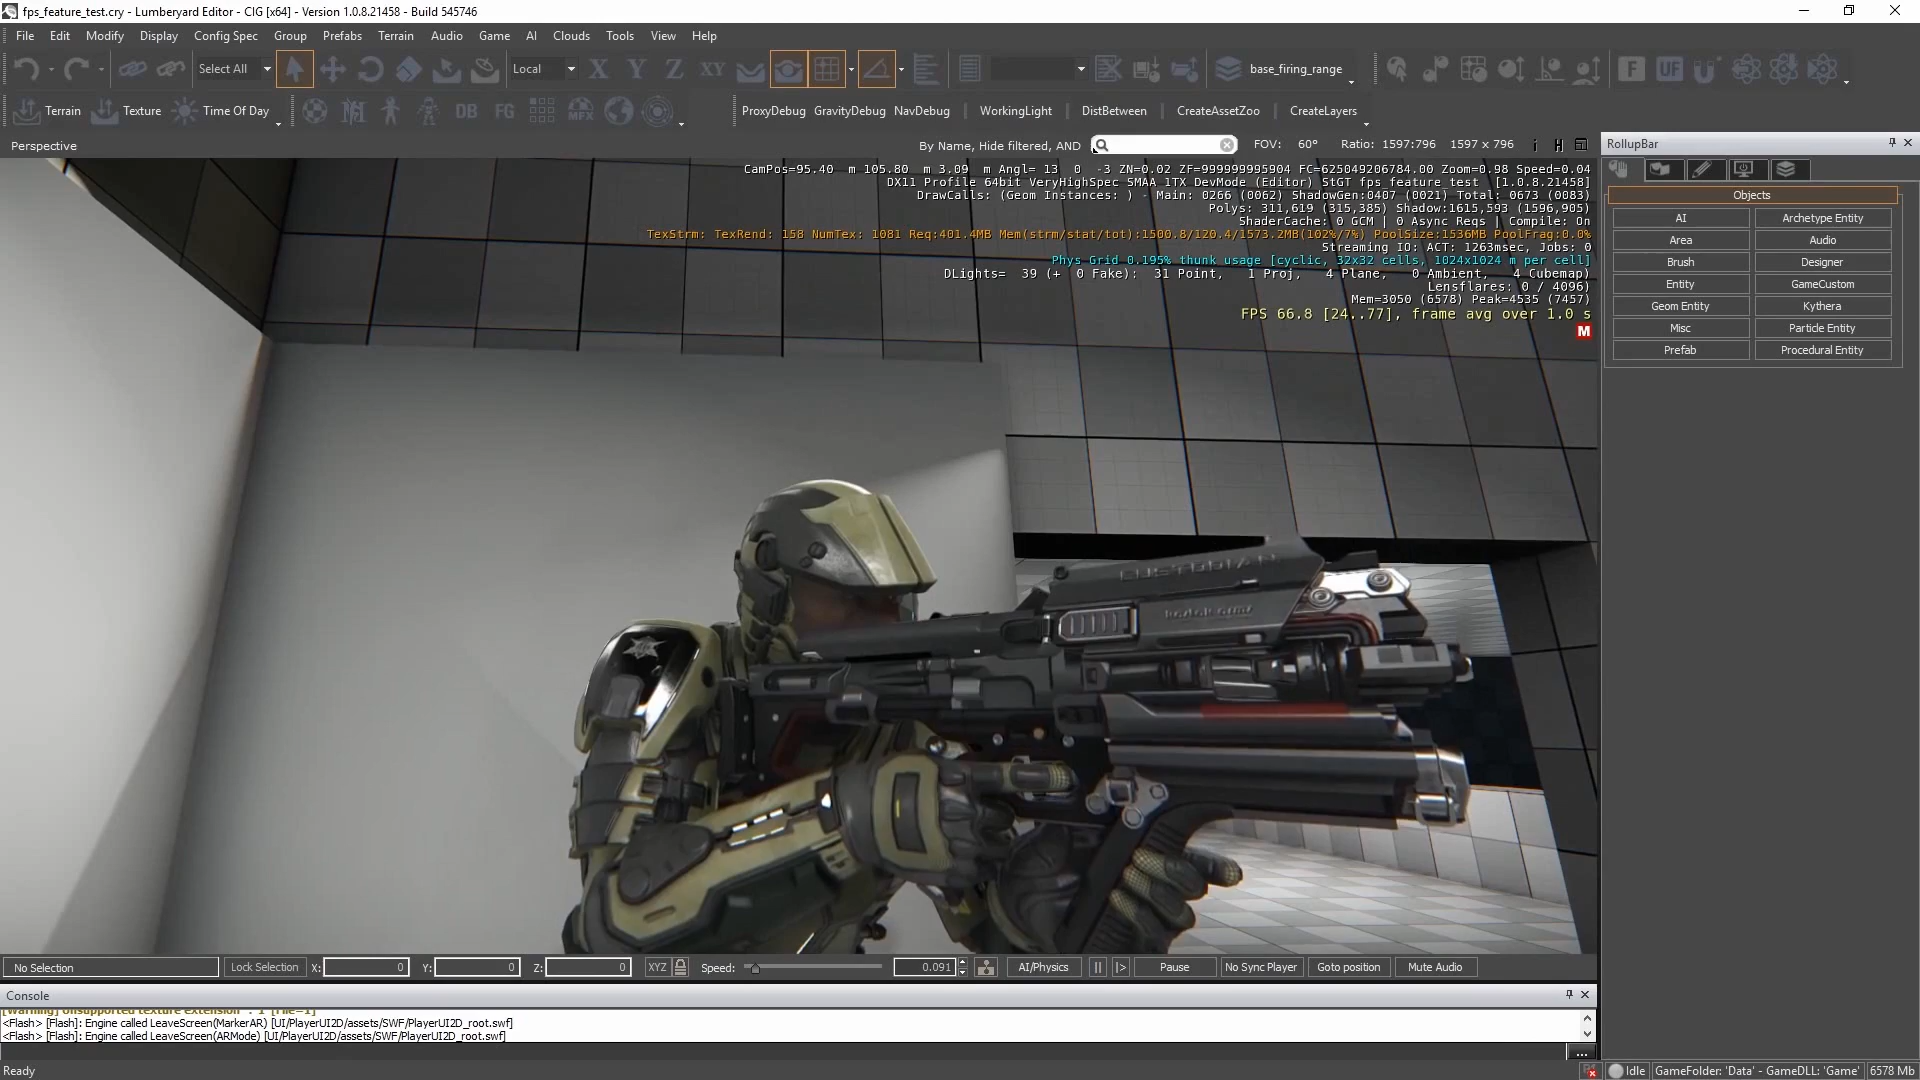 fps_feature_test.cry - Lumberyard Editor - CIG [x64] - Version 1.0.8.21458 - Build 545746
File Edit Modify Display Config Spec Group Prefabs Terrain Audio Game AI Clouds Tools View Help
Select All Local X Y Z XY base_firing_range F UF
Terrain Texture Time Of Day DB FG MFX ProxyDebug GravityDebug NavDebug WorkingLight DistBetween CreateAssetZoo CreateLayers
Perspective By Name, Hide filtered, AND FOV: 60° Ratio: 1597:796 1597 x 796 i H
CamPos=95.40 m 105.80 m 3.09 m Angl= 13 0 -3 ZN=0.02 ZF=999999995904 FC=625049206784.00 Zoom=0.98 Speed=0.04
DX11 Profile 64bit VeryHighSpec SMAA 1TX DevMode (Editor) StGT fps_feature_test [1.0.8.21458]
DrawCalls: (Geom Instances: ) - Main: 0266 (0062) ShadowGen:0407 (0021) Total: 0673 (0083)
Polys: 311,619 (315,385) Shadow:1615,593 (1596,905)
ShaderCache: 0 GCM | 0 Async Reqs | Compile: On
TexStrm: TexRend: 158 NumTex: 1081 Req:401.4MB Mem(strm/stat/tot):1500.8/120.4/1573.2MB(102%/7%) PoolSize:1536MB PoolFrag:0.0%
Streaming IO: ACT: 1263msec, Jobs: 0
Phys Grid 0.195% thunk usage [cyclic, 32x32 cells, 1024x1024 m per cell]
DLights= 39 (+ 0 Fake): 31 Point, 1 Proj, 4 Plane, 0 Ambient, 4 Cubemap)
Lensflares: 0 / 4096)
Mem=3050 (6578) Peak=4535 (7457)
FPS 66.8 [24..77], frame avg over 1.0 s
M
CUSTODIAN
kastak arms
RollupBar
Objects
AI Archetype Entity
Area Audio
Brush Designer
Entity GameCustom
Geom Entity Kythera
Misc Particle Entity
Prefab Procedural Entity
No Selection Lock Selection X: 0 Y: 0 Z: 0 XYZ Speed: 0.091 AI/Physics Pause No Sync Player Goto position Mute Audio
Console
[Warning] Unsupported texture extension
<Flash> [Flash]: Engine called LeaveScreen(MarkerAR) [UI/PlayerUI2D/assets/SWF/PlayerUI2D_root.swf]
<Flash> [Flash]: Engine called LeaveScreen(ARMode) [UI/PlayerUI2D/assets/SWF/PlayerUI2D_root.swf]
...
Ready Idle GameFolder: 'Data' - GameDLL: 'Game' 6578 Mb